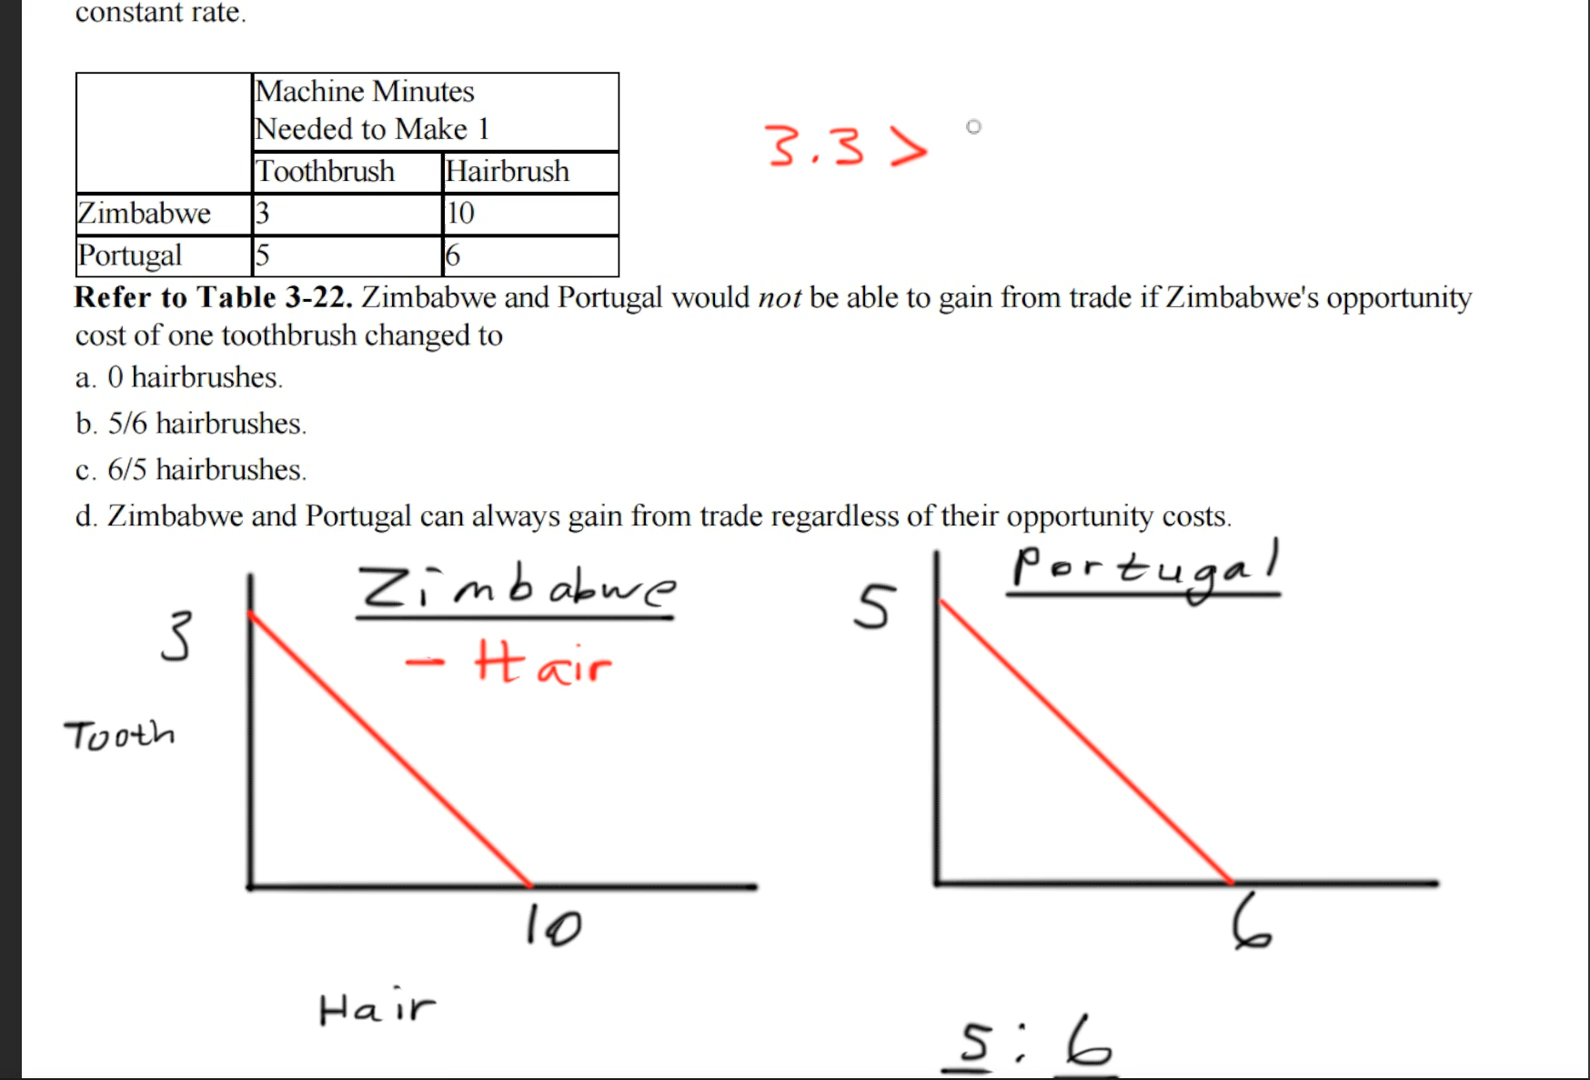 constant rate.
Machine Minutes
Needed to Make 1
Toothbrush Hairbrush
Zimbabwe 3 10
Portugal 5 6
3.3 >
Refer to Table 3-22. Zimbabwe and Portugal would not be able to gain from trade if Zimbabwe's opportunity
cost of one toothbrush changed to
a. 0 hairbrushes.
b. 5/6 hairbrushes.
c. 6/5 hairbrushes.
d. Zimbabwe and Portugal can always gain from trade regardless of their opportunity costs.
Zimbabwe
- Hair
3
Tooth
10
Hair
Portugal
5
6
5 : 6